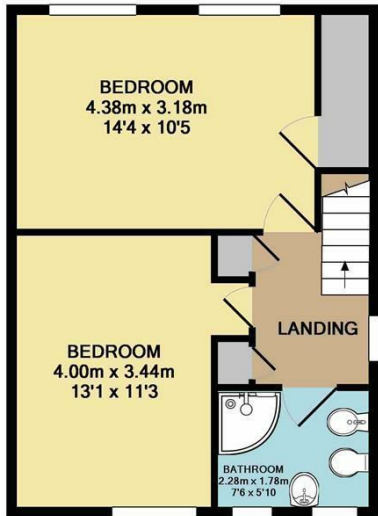 BEDROOM
4.38m x 3.18m
14'4 x 10'5
LANDING
BEDROOM
4.00m x 3.44m
13'1 x 11'3
BATHROOM
2.28m x 1.78m
7'6 x 5'10